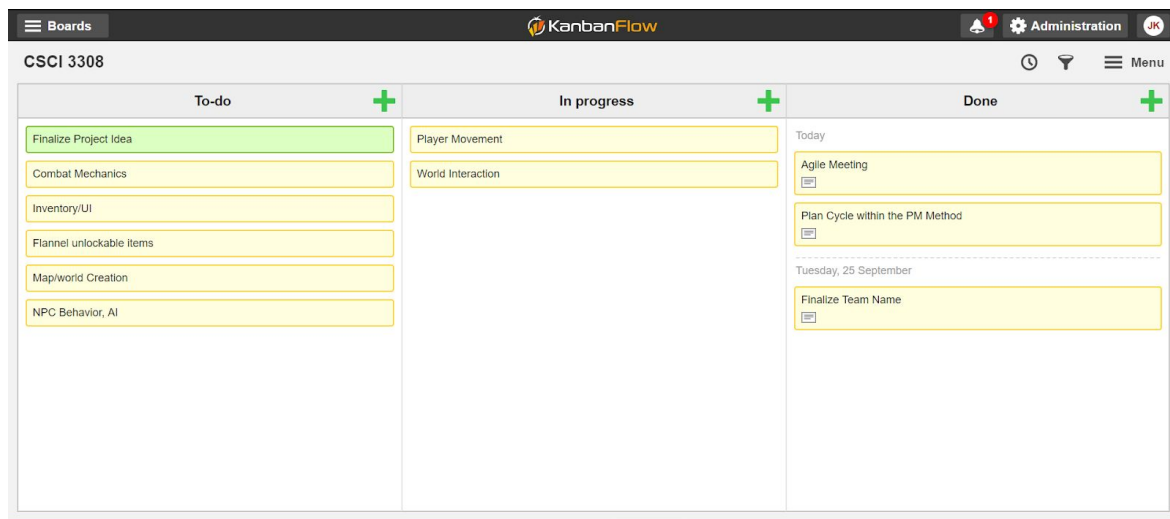 Boards
KanbanFlow
1
Administration
JK
CSCI 3308
Menu
To-do
In progress
Done
Finalize Project Idea
Combat Mechanics
Inventory/UI
Flannel unlockable items
Map/world Creation
NPC Behavior, AI
Player Movement
World Interaction
Today
Agile Meeting
Plan Cycle within the PM Method
Tuesday, 25 September
Finalize Team Name